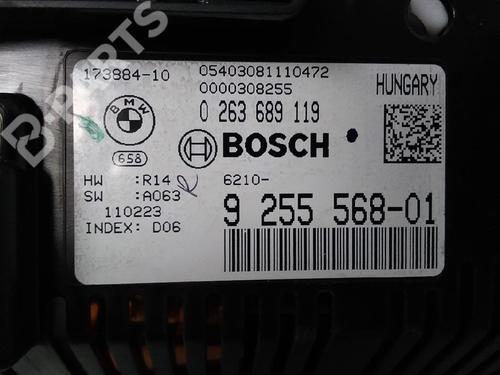 173984-10
05403081110472
0000308255
HUNGARY
BMW
0 263 689 119
658
BOSCH
HW :R14
R
SW :A063
110223
INDEX: D06
6210-
9 255 568-01
B-PARTS